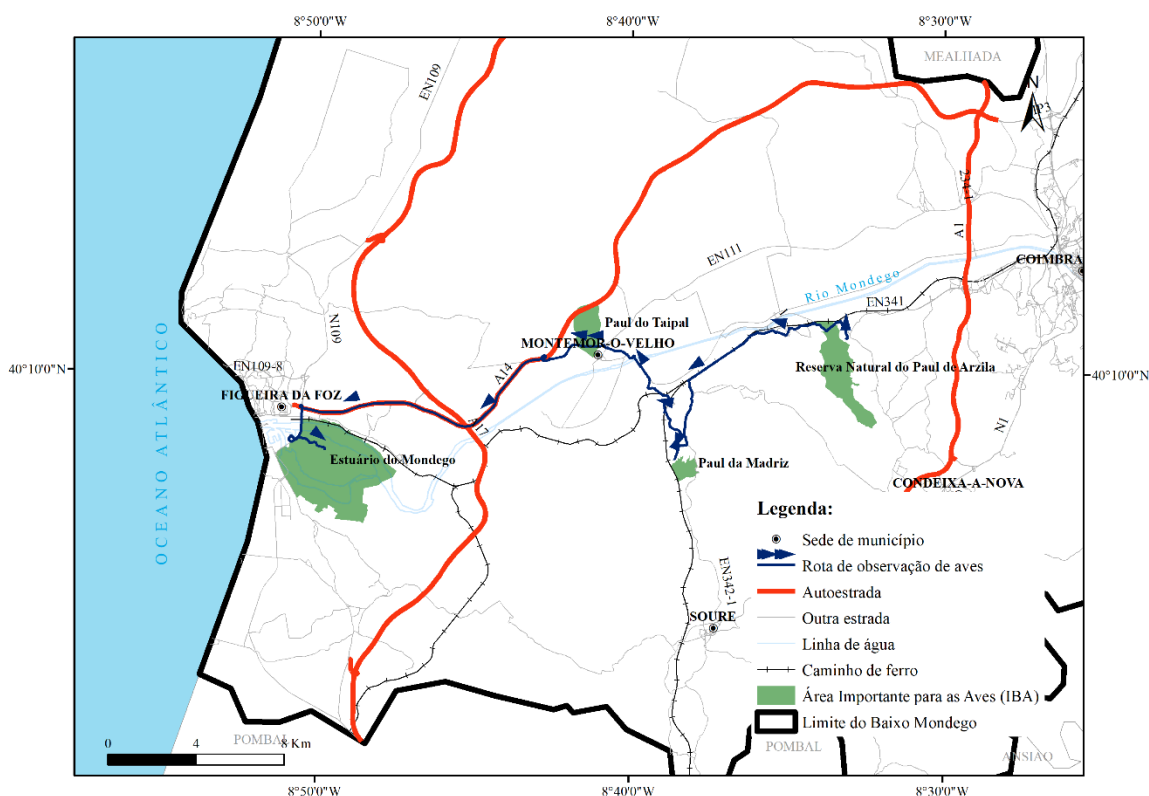 8°50'0"W
8°40'0"W
8°30'0"W
MEALHADA
N
EN109
IP3
A1
EN111
COIMBRA
Rio Mondego
EN341
Paul do Taipal
MONTEMOR-O-VELHO
N109
40°10'0"N
EN109-8
A14
Reserva Natural do Paul de Arzila
40°10'0"N
FIGUEIRA DA FOZ
A17
N1
OCEANO ATLÂNTICO
Estuário do Mondego
Paul da Madriz
CONDEIXA-A-NOVA
Legenda:
Sede de município
Rota de observação de aves
Autoestrada
EN342-1
Outra estrada
SOURE
Linha de água
Caminho de ferro
Área Importante para as Aves (IBA)
Limite do Baixo Mondego
POMBAL
0 4 8 Km
POMBAL
ANSIÃO
8°50'0"W
8°40'0"W
8°30'0"W